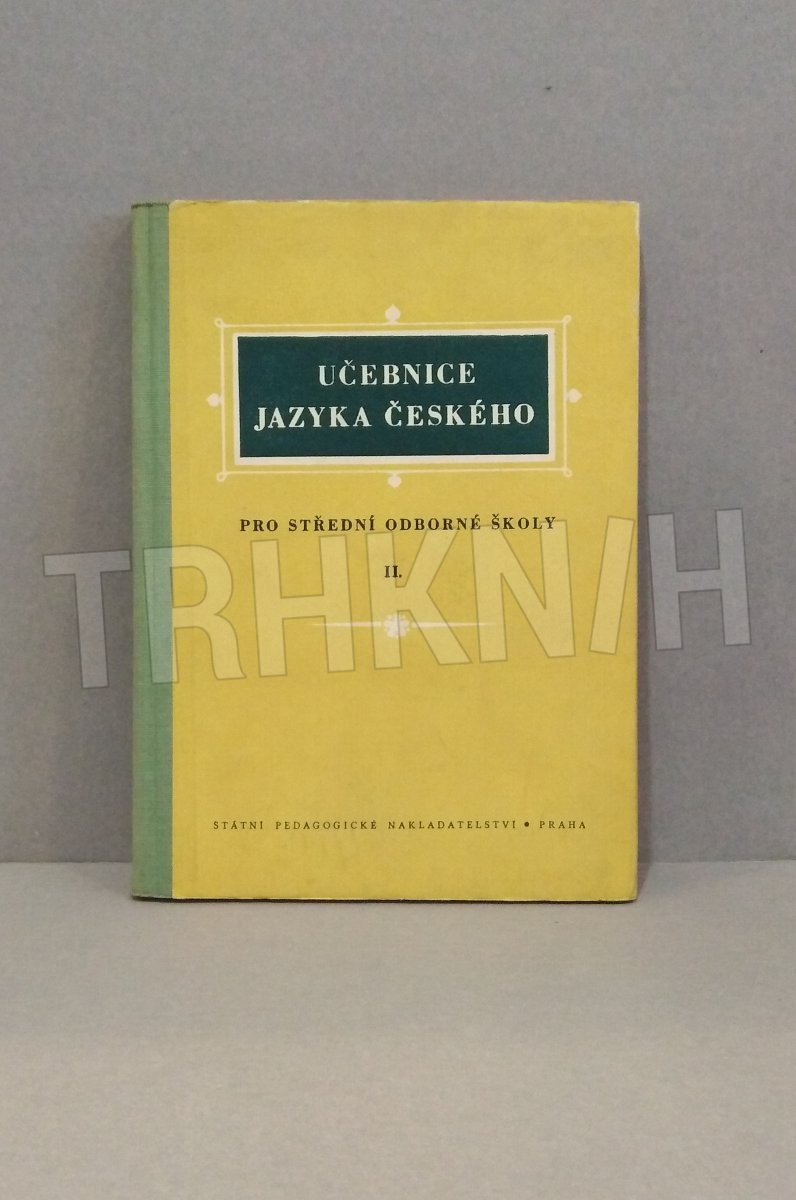 UČEBNICE
JAZYKA ČESKÉHO
PRO STŘEDNÍ ODBORNÉ ŠKOLY
II.
TRHKNIH
STÁTNÍ PEDAGOGICKÉ NAKLADATELSTVÍ • PRAHA